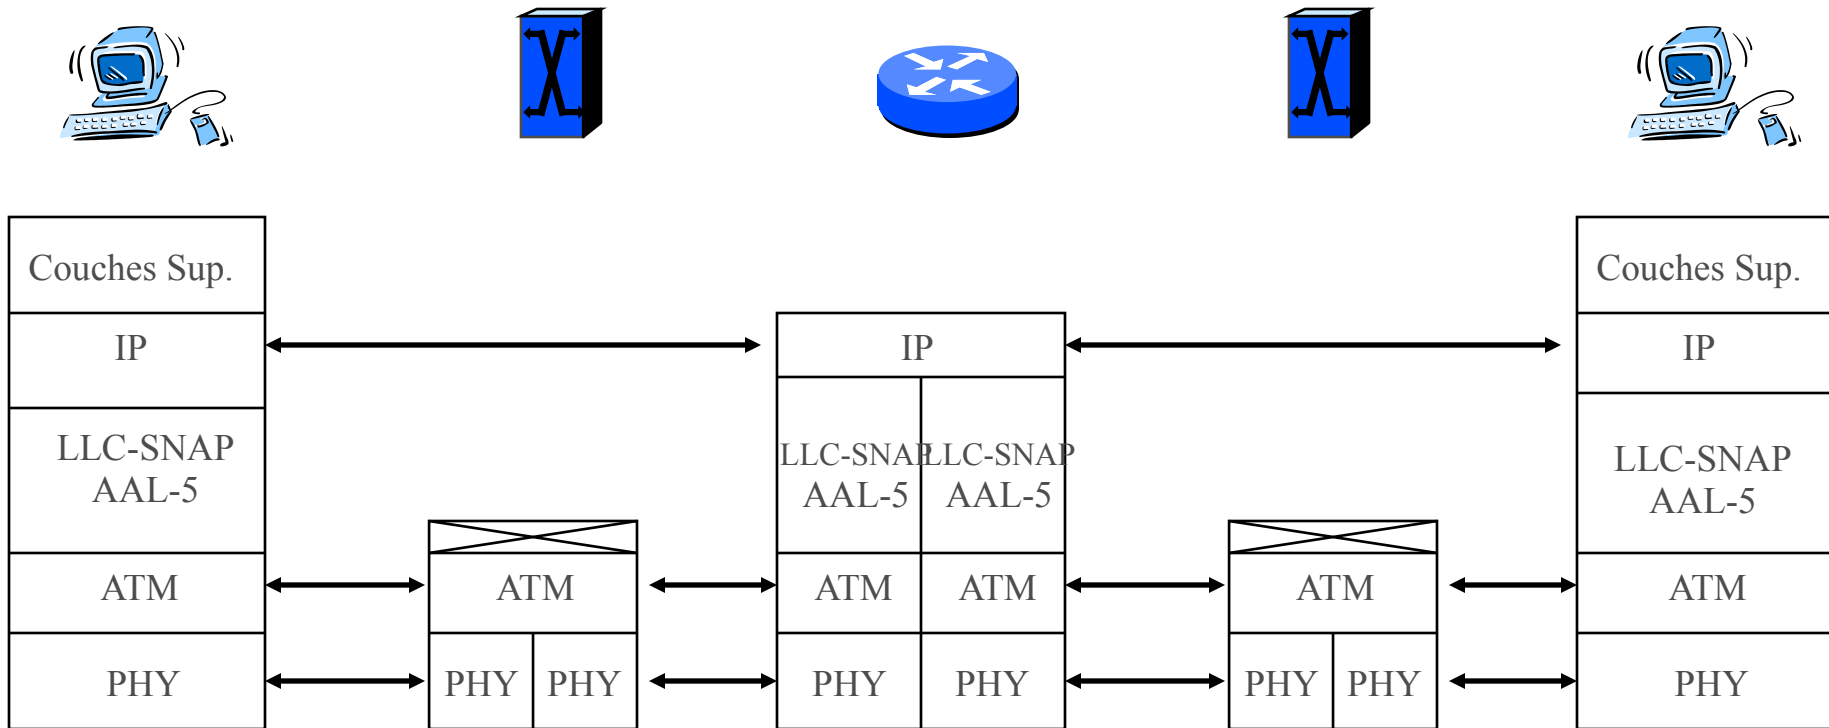 Couches Sup.
Couches Sup.
IP
IP
IP
LLC-SNAP
AAL-5
LLC-SNAP
AAL-5
LLC-SNAP
AAL-5
LLC-SNAP
AAL-5
ATM
ATM
ATM
ATM
ATM
ATM
PHY
PHY
PHY
PHY
PHY
PHY
PHY
PHY